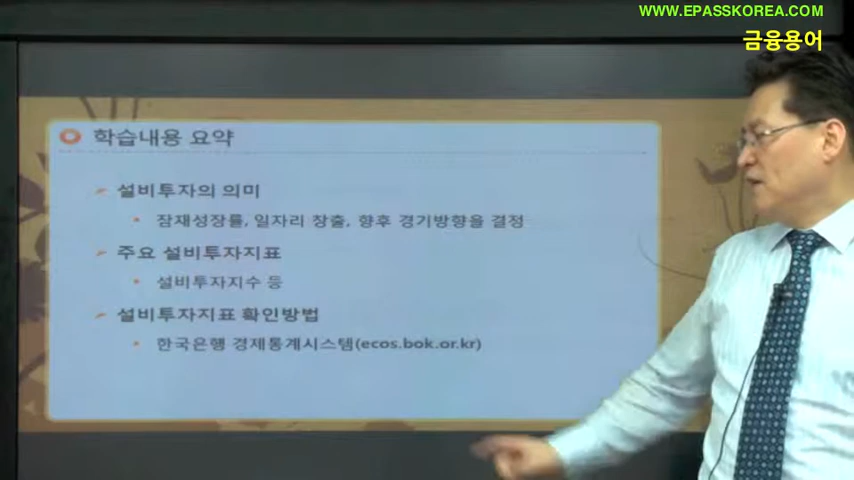 WWW.EPASSKOREA.COM
금융용어
학습내용 요약
설비투자의 의미
잠재성장률, 일자리 창출, 향후 경기방향을 결정
주요 설비투자지표
설비투자지수 등
설비투자지표 확인방법
한국은행 경제통계시스템(ecos.bok.or.kr)